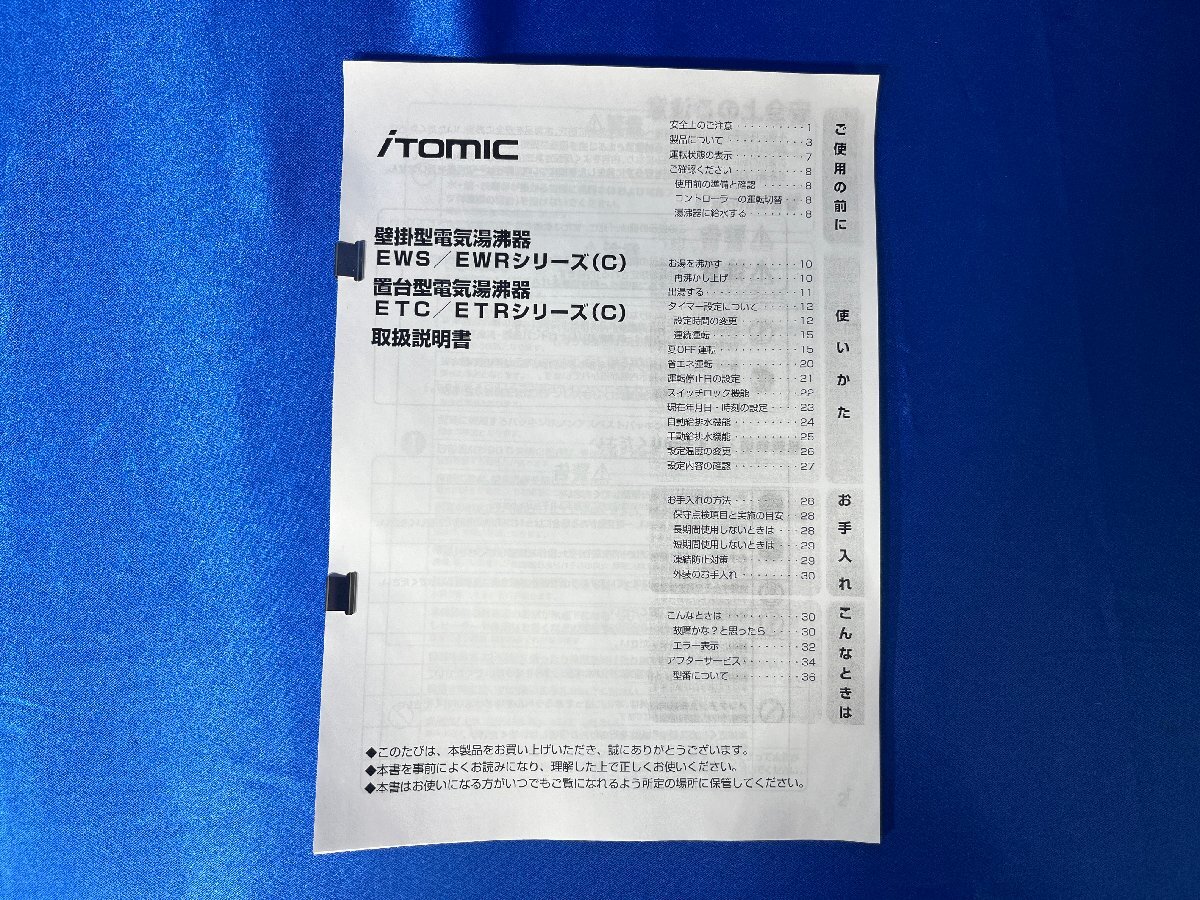 iTOMIC
壁掛型電気湯沸器
EWS/EWRシリーズ(C)
置台型電気湯沸器
ETC/ETRシリーズ(C)
取扱説明書
ご使用の前に
安全上のご注意・・・・・・・・・1
製品について・・・・・・・・・・3
運転状態の表示・・・・・・・・・7
ご確認ください・・・・・・・・・8
使用前の準備と確認・・・・・・8
コントローラーの運転切替・・・8
湯沸器に給水する・・・・・・・8
使いかた
お湯を沸かす・・・・・・・・・10
再沸かし上げ・・・・・・・・10
出湯する・・・・・・・・・・・11
タイマー設定について・・・・・12
設定時間の変更・・・・・・・12
連続運転・・・・・・・・・・15
夏OFF運転・・・・・・・・・・15
省エネ運転・・・・・・・・・・20
運転停止日の設定・・・・・・・21
スイッチロック機能・・・・・・22
現在年月日・時刻の設定・・・・23
自動給排水機能・・・・・・・・24
手動給排水機能・・・・・・・・25
設定温度の変更・・・・・・・・26
設定内容の確認・・・・・・・・27
お手入れ
お手入れの方法・・・・・・・・28
保守点検項目と実施の目安・・28
長期間使用しないときは・・・28
短期間使用しないときは・・・29
凍結防止対策・・・・・・・・29
外装のお手入れ・・・・・・・30
こんなときは
こんなときは・・・・・・・・・30
故障かな?と思ったら・・・・30
エラー表示・・・・・・・・・32
アフターサービス・・・・・・・34
型番について・・・・・・・・36
◆このたびは、本製品をお買い上げいただき、誠にありがとうございます。
◆本書を事前によくお読みになり、理解した上で正しくお使いください。
◆本書はお使いになる方がいつでもご覧になれるよう所定の場所に保管してください。